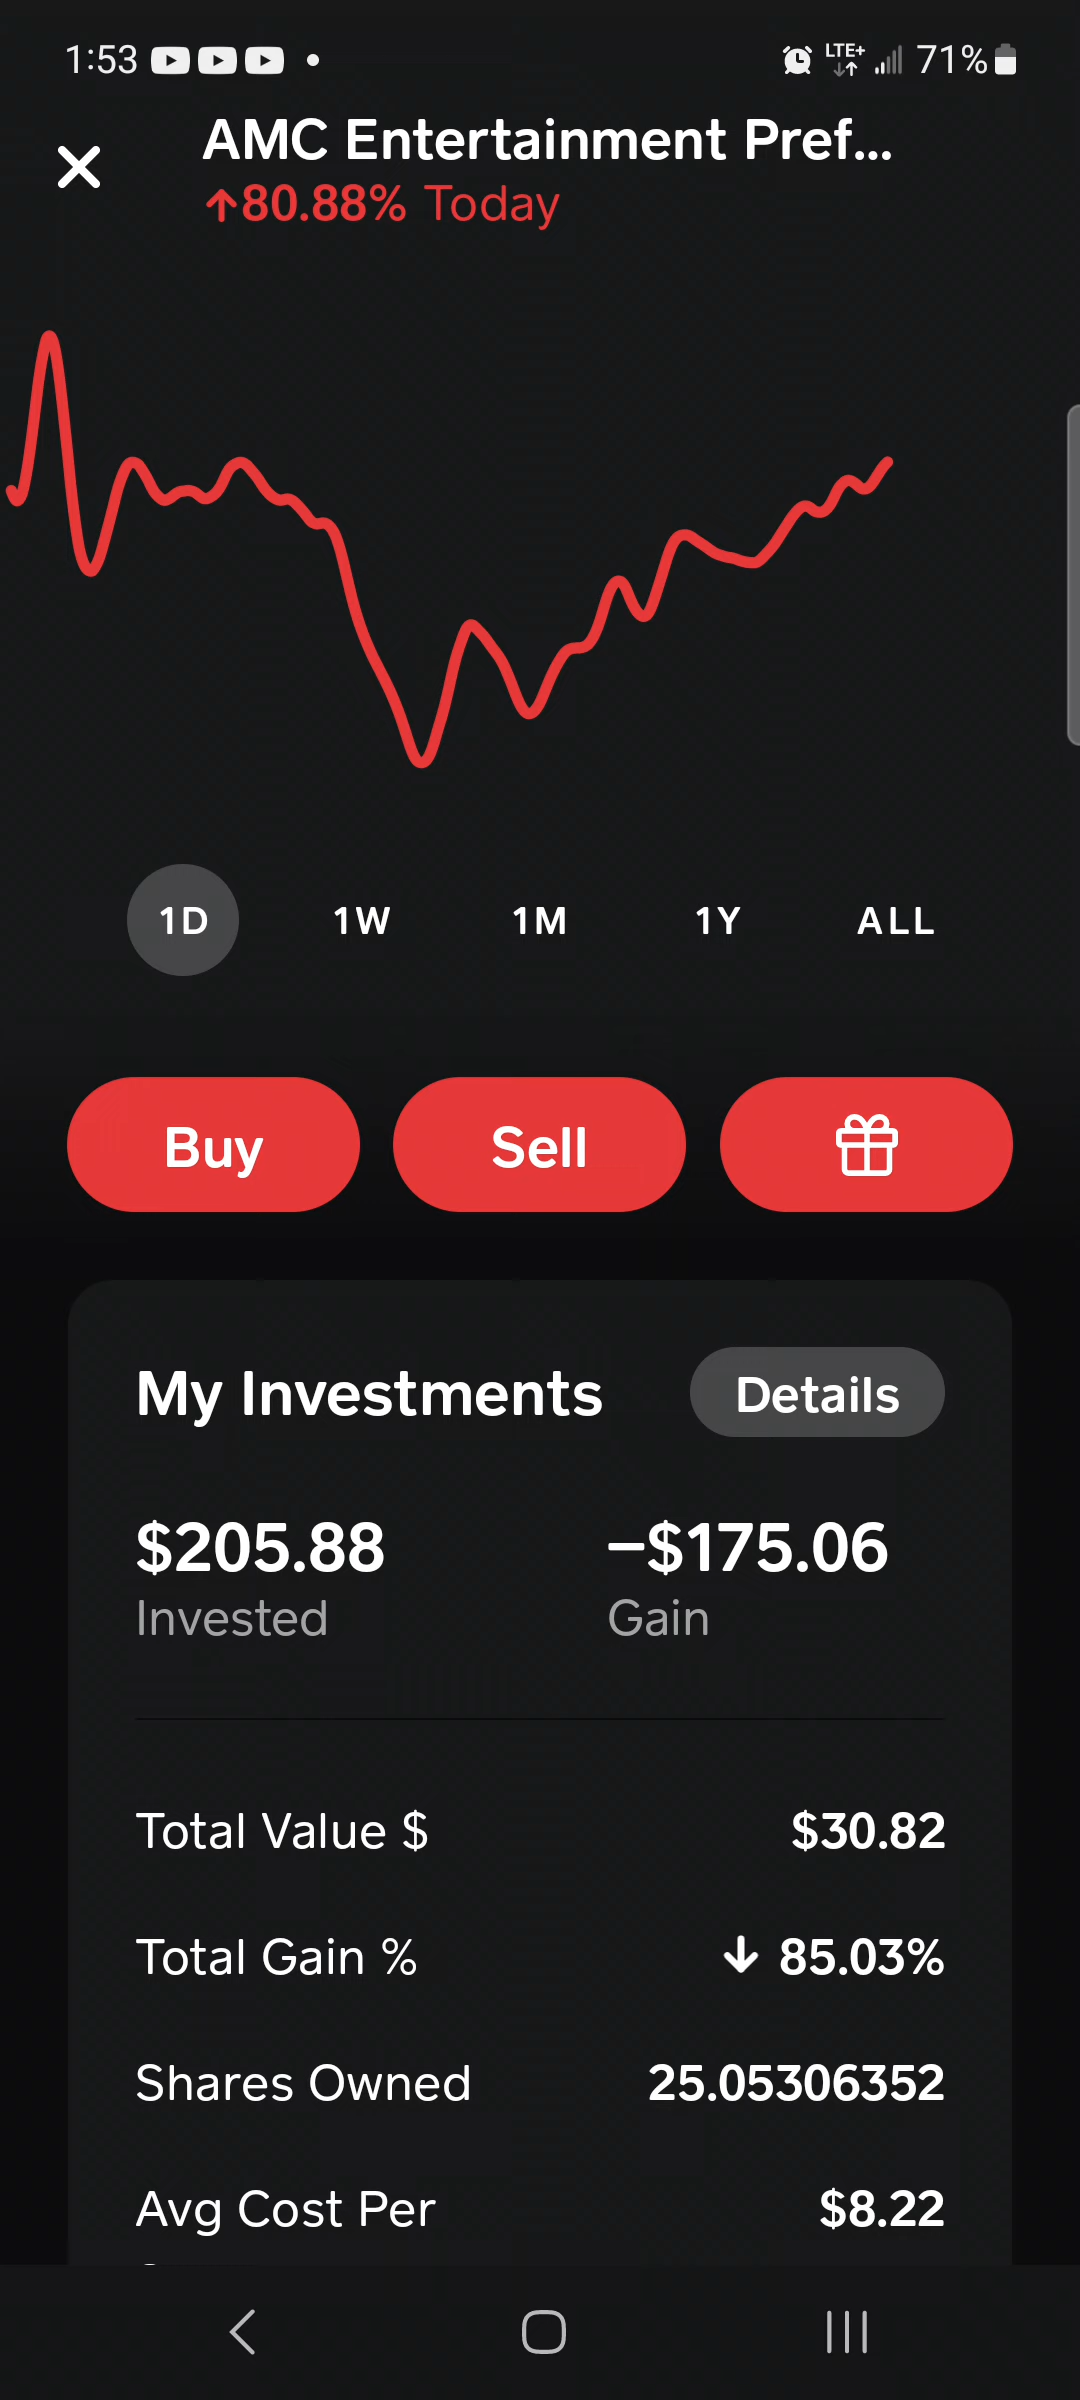 1:53 LTE+ 71%
AMC Entertainment Pref...
↑80.88% Today
1D 1W 1M 1Y ALL
Buy Sell
My Investments Details
$205.88 –$175.06
Invested Gain
Total Value $ $30.82
Total Gain % ↓ 85.03%
Shares Owned 25.05306352
Avg Cost Per $8.22